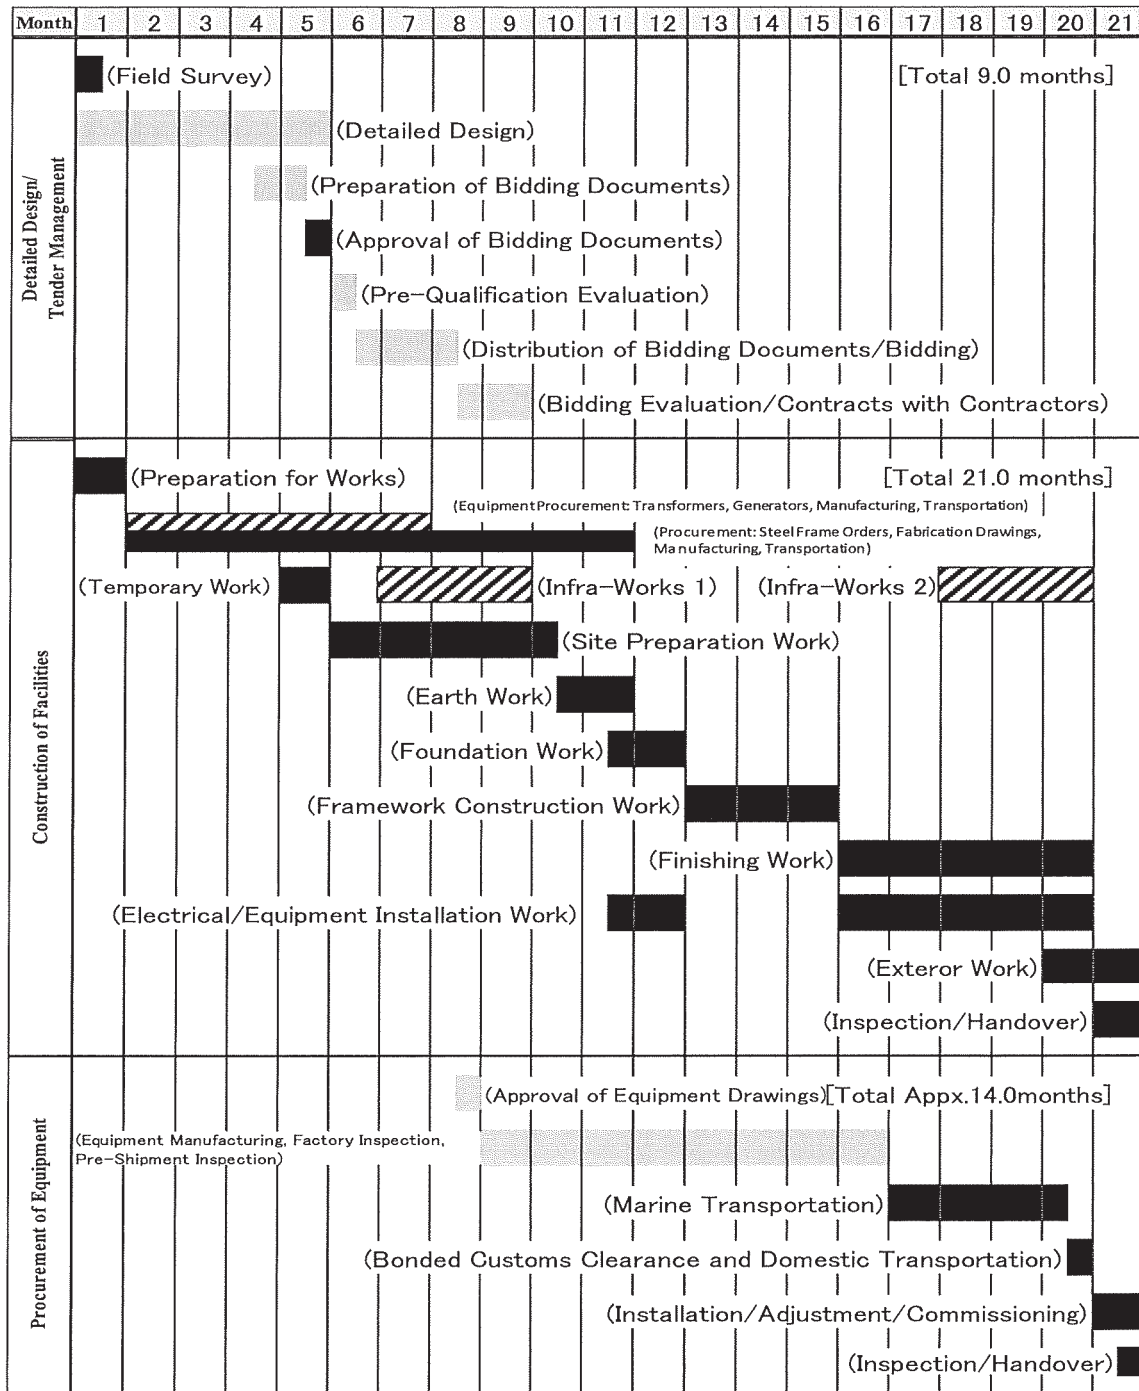 Month 1 2 3 4 5 6 7 8 9 10 11 12 13 14 15 16 17 18 19 20 21
Detailed Design/
Tender Management
(Field Survey) [Total 9.0 months]
(Detailed Design)
(Preparation of Bidding Documents)
(Approval of Bidding Documents)
(Pre-Qualification Evaluation)
(Distribution of Bidding Documents/Bidding)
(Bidding Evaluation/Contracts with Contractors)
Construction of Facilities
(Preparation for Works) [Total 21.0 months]
(Equipment Procurement: Transformers, Generators, Manufacturing, Transportation)
(Procurement: Steel Frame Orders, Fabrication Drawings,
Manufacturing, Transportation)
(Temporary Work) (Infra-Works 1) (Infra-Works 2)
(Site Preparation Work)
(Earth Work)
(Foundation Work)
(Framework Construction Work)
(Finishing Work)
(Electrical/Equipment Installation Work)
(Exteror Work)
(Inspection/Handover)
Procurement of Equipment
(Approval of Equipment Drawings) [Total Appx.14.0months]
(Equipment Manufacturing, Factory Inspection,
Pre-Shipment Inspection)
(Marine Transportation)
(Bonded Customs Clearance and Domestic Transportation)
(Installation/Adjustment/Commissioning)
(Inspection/Handover)